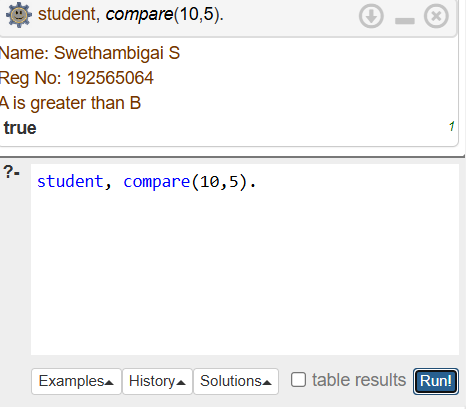 student, compare(10,5).
Name: Swethambigai S
Reg No: 192565064
A is greater than B
true
1
?-
student, compare(10,5).
Examples▲ History▲ Solutions▲ table results Run!